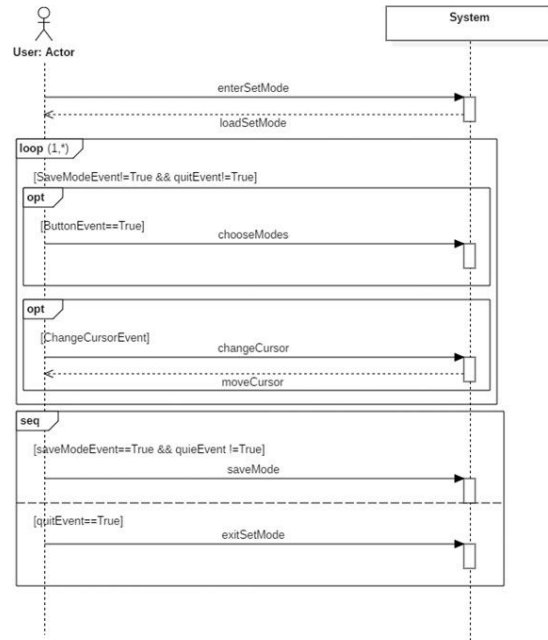 System
User: Actor
enterSetMode
loadSetMode
loop (1,*)
[SaveModeEvent!=True && quitEvent!=True]
opt
[ButtonEvent==True]
chooseModes
opt
[ChangeCursorEvent]
changeCursor
moveCursor
seq
[saveModeEvent==True && quieEvent !=True]
saveMode
[quitEvent==True]
exitSetMode